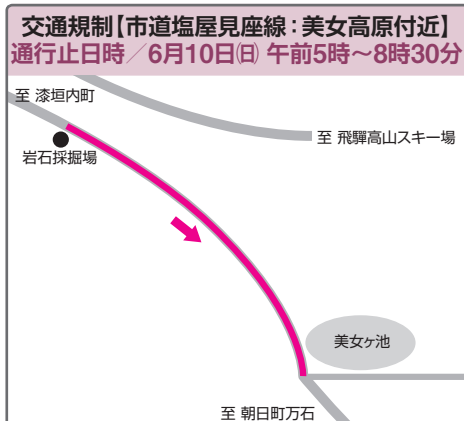 交通規制【市道塩屋見座線：美女高原付近】
通行止日時／6月10日㈰ 午前5時～8時30分
至 漆垣内町
至 飛騨高山スキー場
岩石採掘場
美女ヶ池
至 朝日町万石